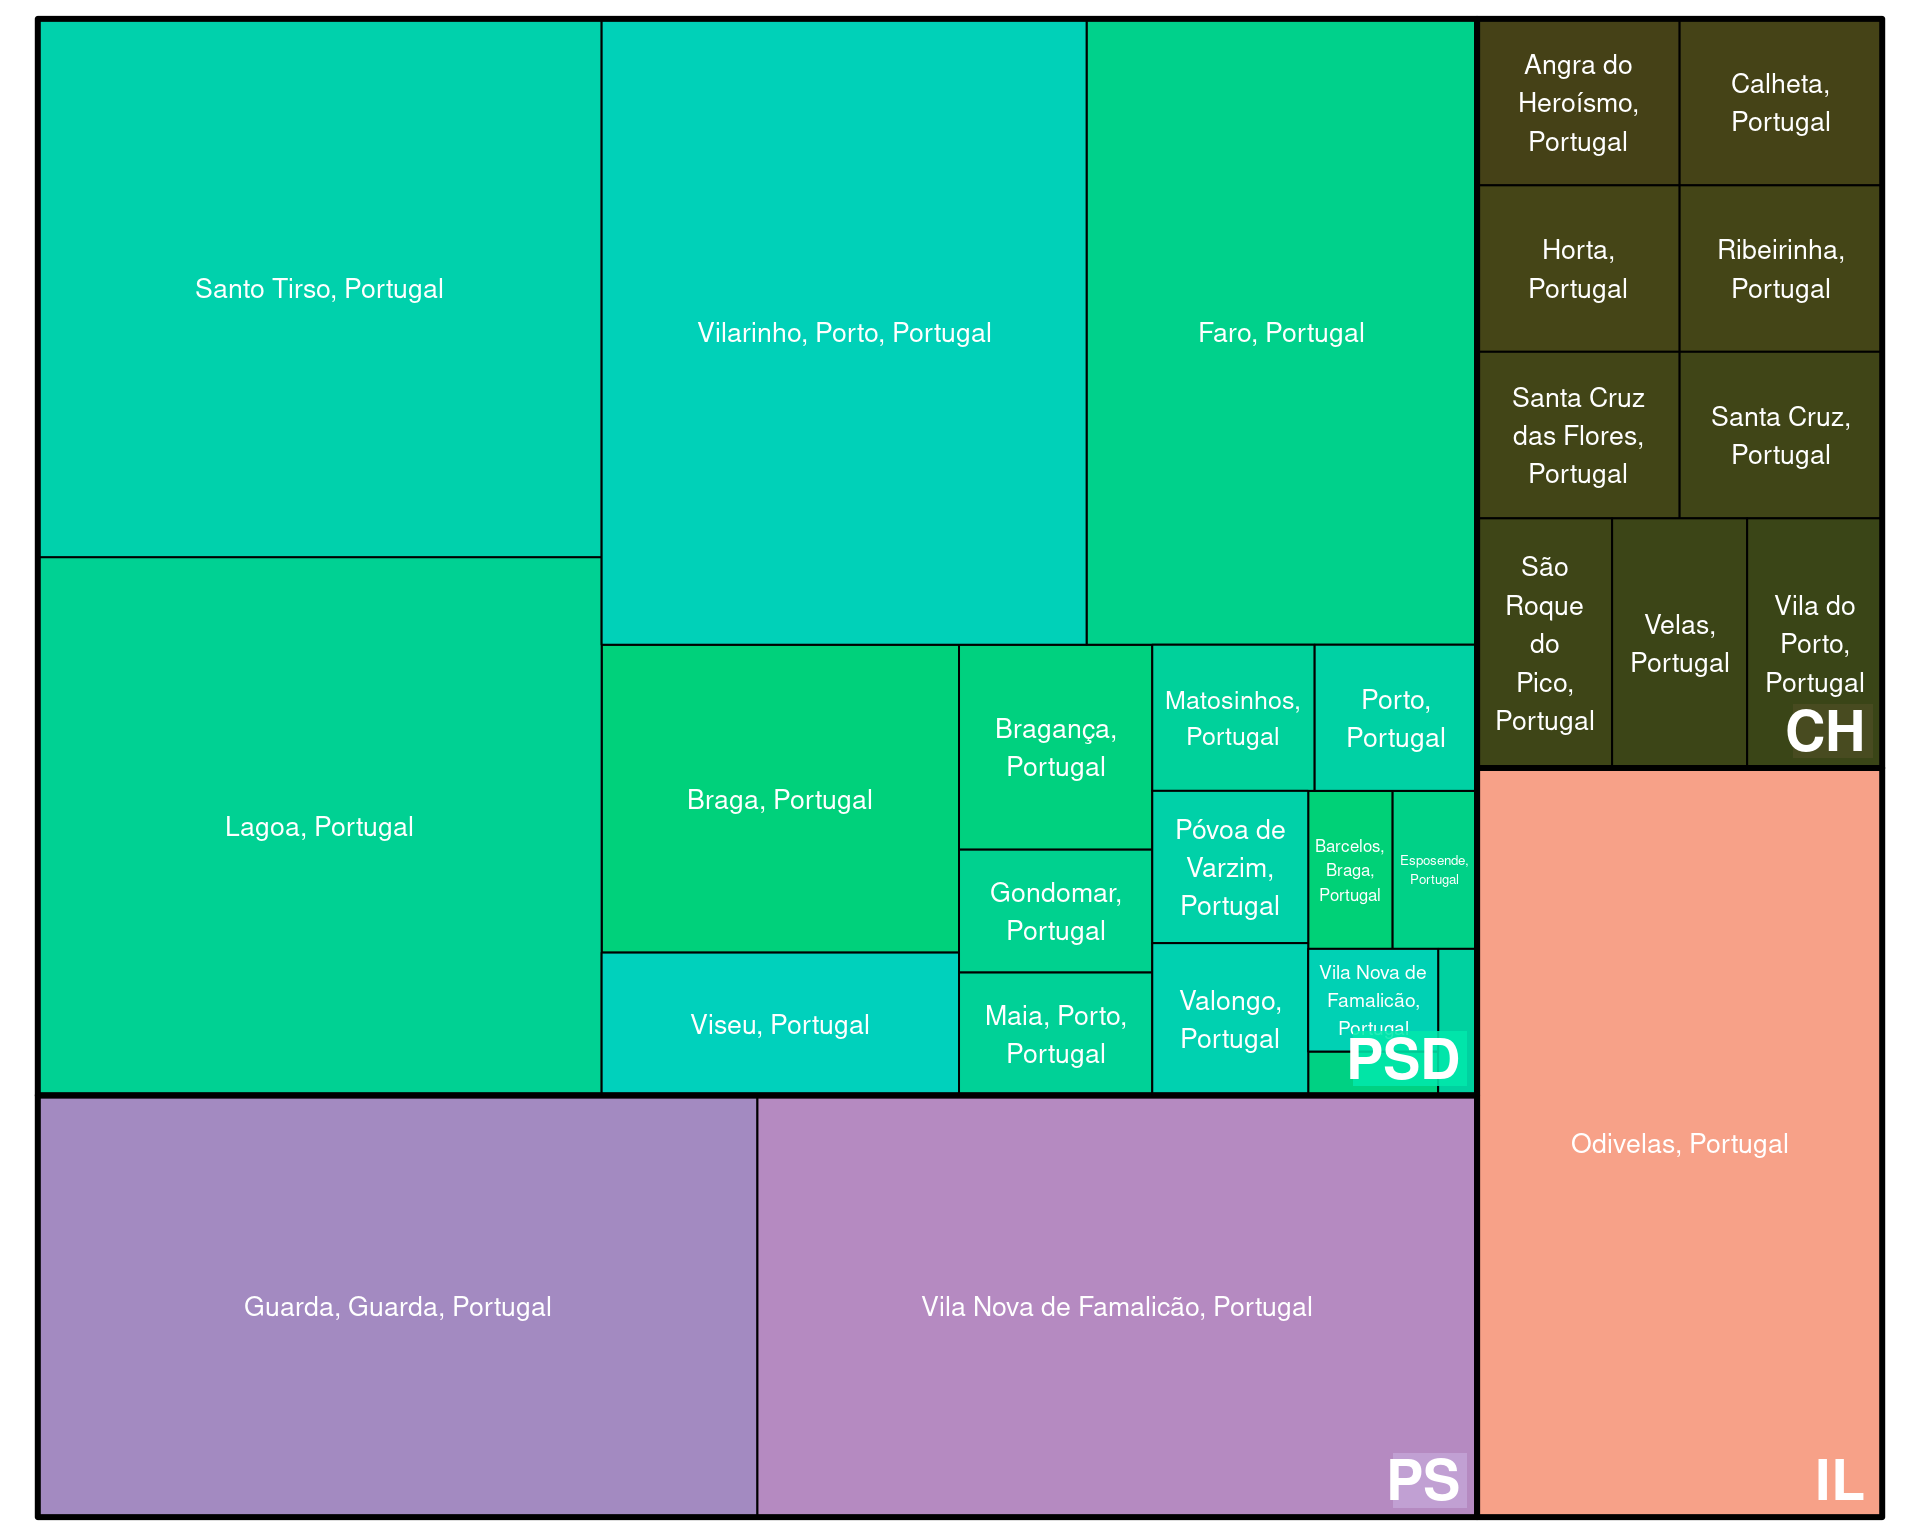 Santo Tirso, Portugal
Vilarinho, Porto, Portugal
Faro, Portugal
Lagoa, Portugal
Braga, Portugal
Viseu, Portugal
Bragança,
Portugal
Gondomar,
Portugal
Maia, Porto,
Portugal
Matosinhos,
Portugal
Porto,
Portugal
Póvoa de
Varzim,
Portugal
Valongo,
Portugal
Barcelos,
Braga,
Portugal
Esposende,
Portugal
Vila Nova de
Famalicão,
Portugal
PSD
Angra do
Heroísmo,
Portugal
Calheta,
Portugal
Horta,
Portugal
Ribeirinha,
Portugal
Santa Cruz
das Flores,
Portugal
Santa Cruz,
Portugal
São
Roque
do
Pico,
Portugal
Velas,
Portugal
Vila do
Porto,
Portugal
CH
Guarda, Guarda, Portugal
Vila Nova de Famalicão, Portugal
PS
Odivelas, Portugal
IL